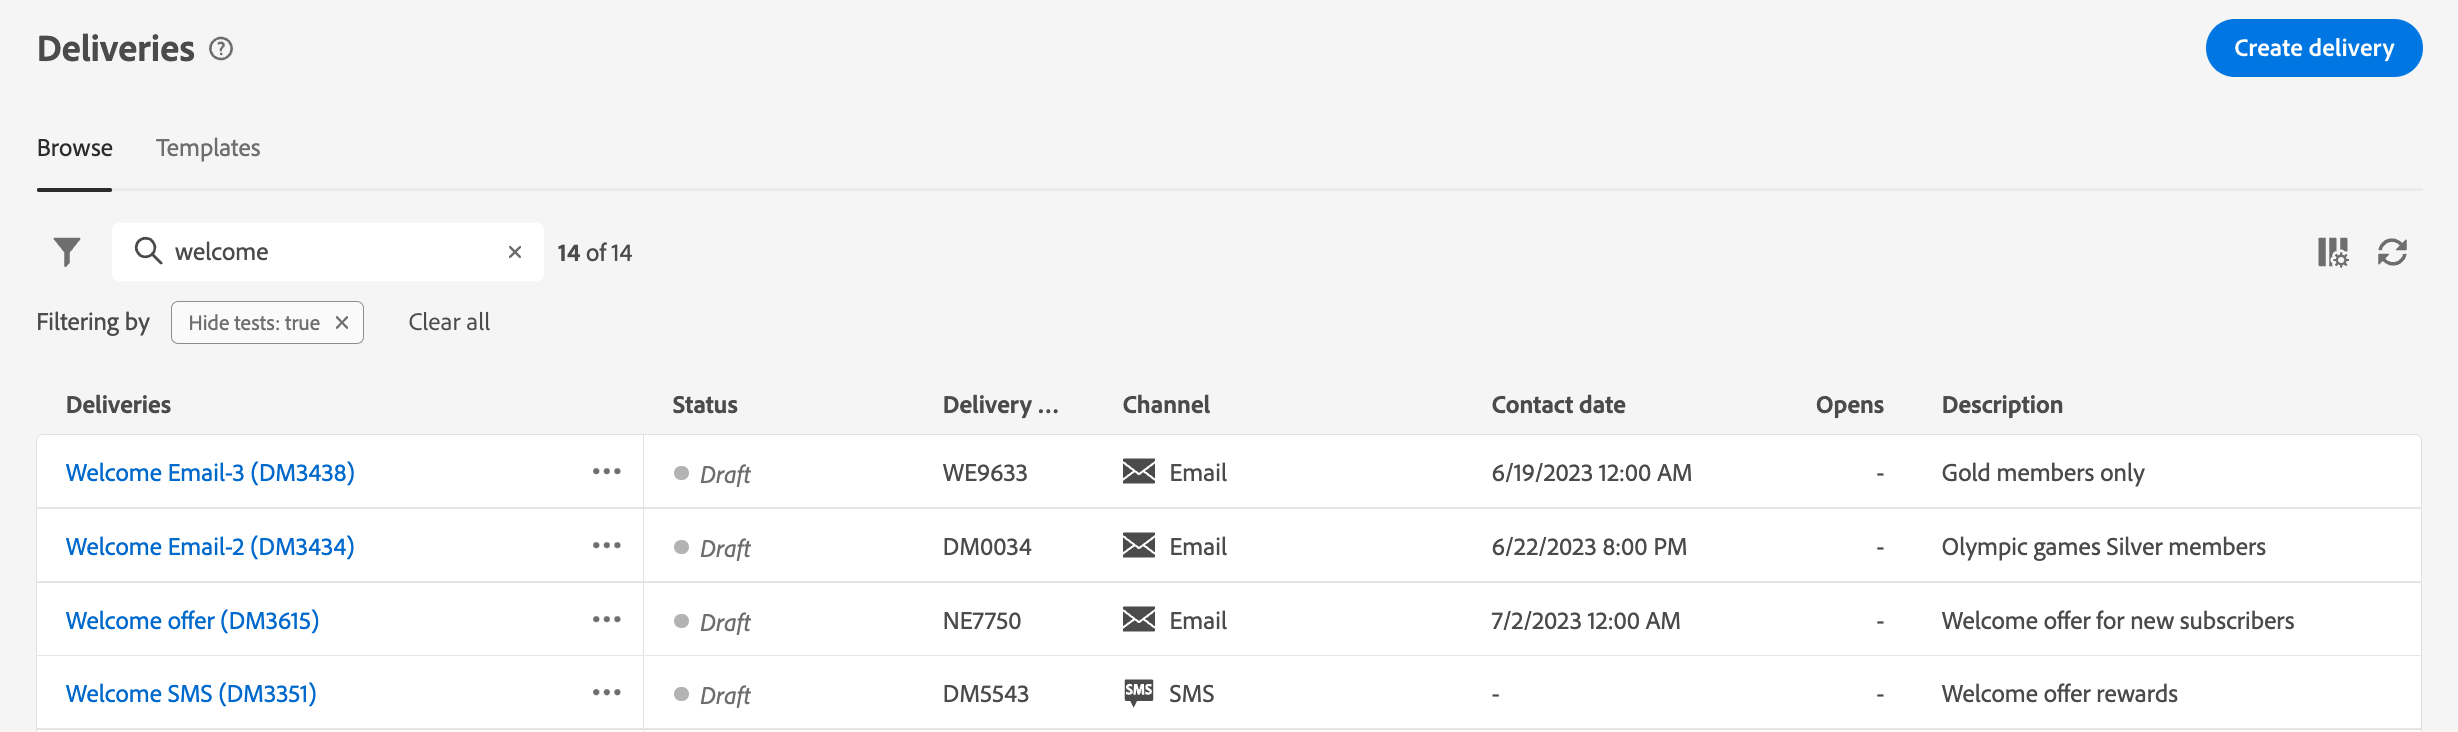 Deliveries ?
Create delivery
Browse Templates
welcome 14 of 14
Filtering by Hide tests: true Clear all
Deliveries Status Delivery ... Channel Contact date Opens Description
Welcome Email-3 (DM3438) Draft WE9633 Email 6/19/2023 12:00 AM - Gold members only
Welcome Email-2 (DM3434) Draft DM0034 Email 6/22/2023 8:00 PM - Olympic games Silver members
Welcome offer (DM3615) Draft NE7750 Email 7/2/2023 12:00 AM - Welcome offer for new subscribers
Welcome SMS (DM3351) Draft DM5543 SMS SMS - - Welcome offer rewards